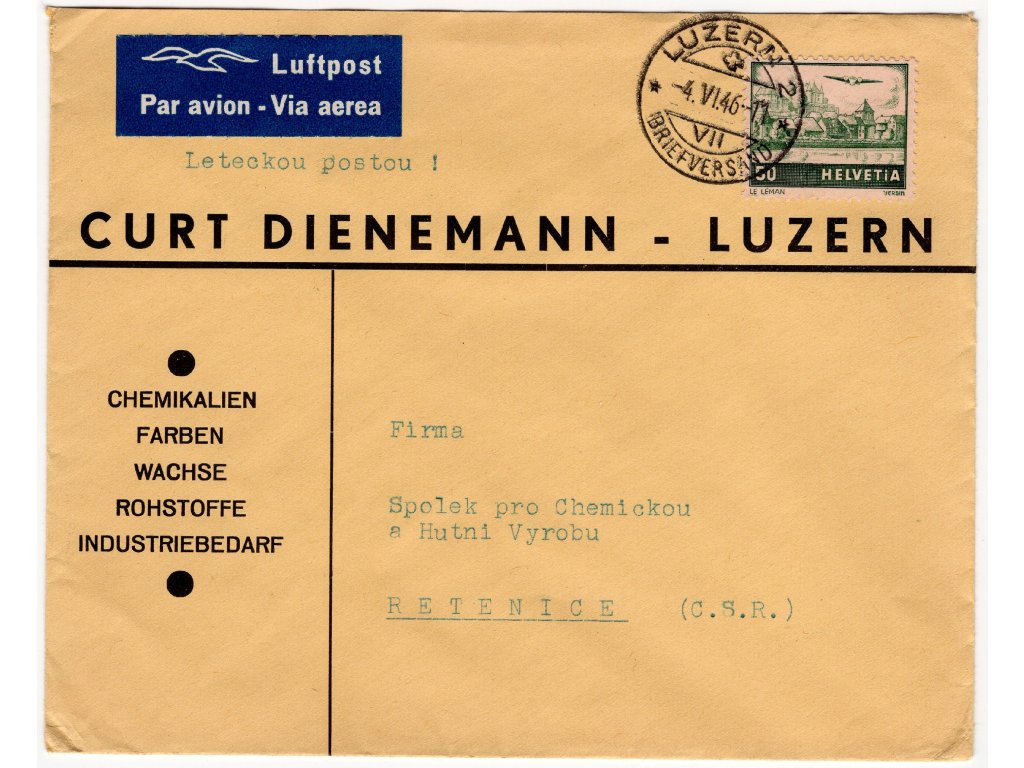 Luftpost
Par avion - Via aerea
Leteckou postou !
LUZERN 2
-4.VI.46.-
VII
BRIEFVERSAND
50 HELVETIA
LE LEMAN
CURT DIENEMANN - LUZERN
CHEMIKALIEN
FARBEN
WACHSE
ROHSTOFFE
INDUSTRIEBEDARF
Firma
Spolek pro Chemickou
a Hutni Vyrobu
RETENICE (C.S.R.)